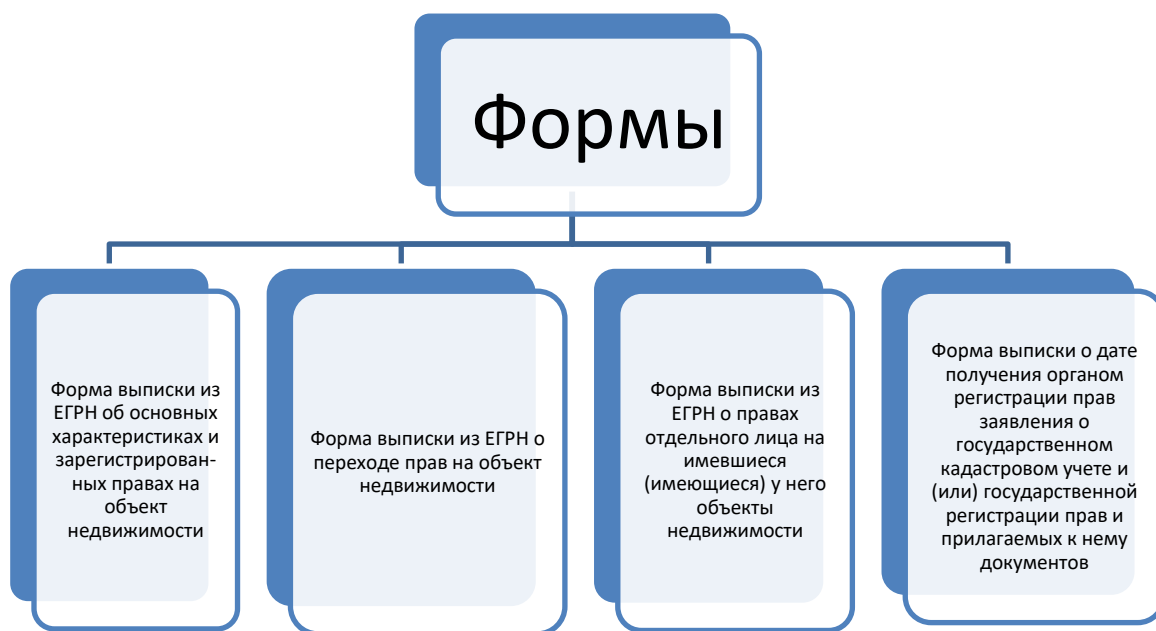 Формы
Форма выписки из
ЕГРН об основных
характеристиках и
зарегистрирован-
ных правах на
объект
недвижимости
Форма выписки из ЕГРН о
переходе прав на объект
недвижимости
Форма выписки из
ЕГРН о правах
отдельного лица на
имевшиеся
(имеющиеся) у него
объекты
недвижимости
Форма выписки о дате
получения органом
регистрации прав
заявления о
государственном
кадастровом учете и
(или) государственной
регистрации прав и
прилагаемых к нему
документов